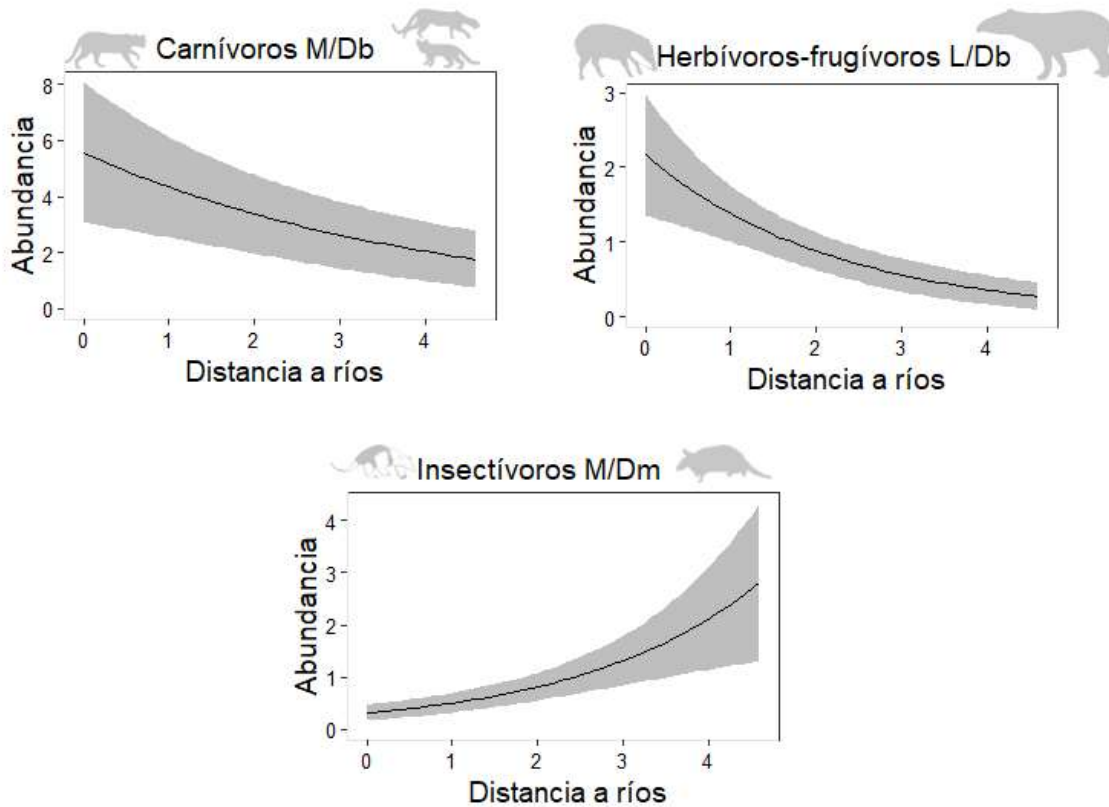 Carnívoros M/Db
Abundancia
8
6
4
2
0
0 1 2 3 4
Distancia a ríos
Herbívoros-frugívoros L/Db
Abundancia
3
2
1
0
0 1 2 3 4
Distancia a ríos
Insectívoros M/Dm
Abundancia
4
3
2
1
0
0 1 2 3 4
Distancia a ríos